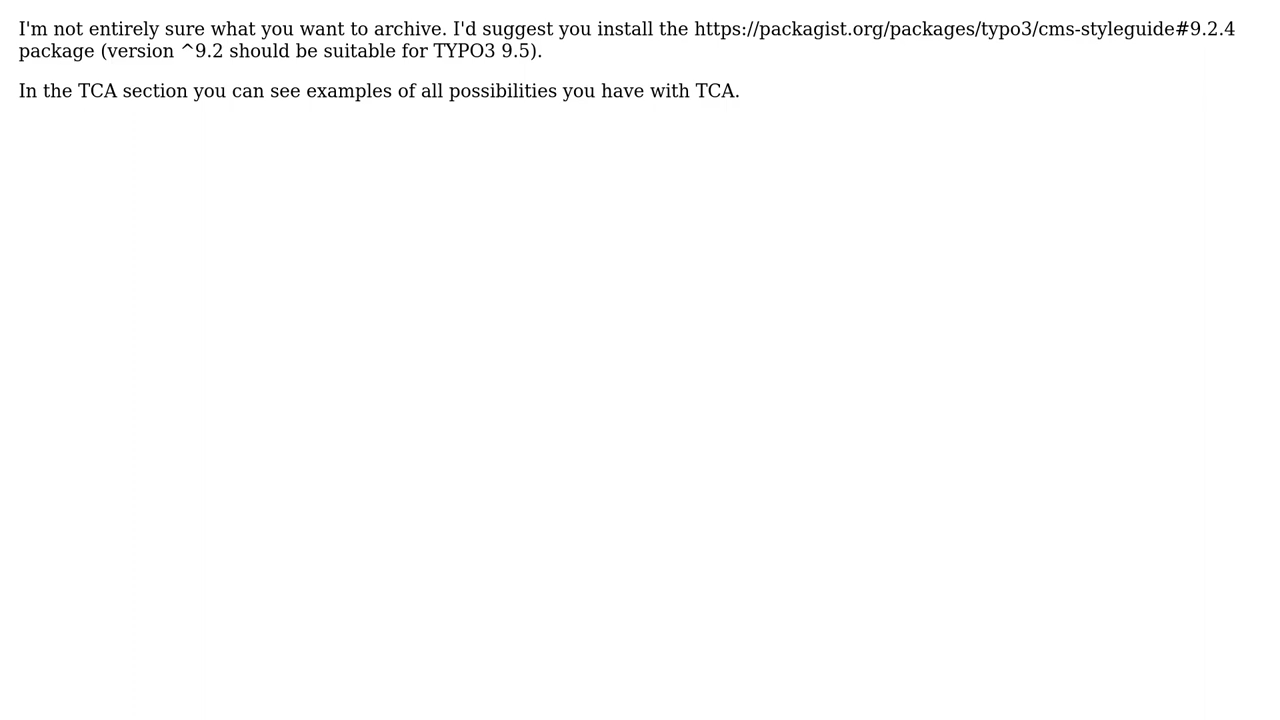 I'm not entirely sure what you want to archive. I'd suggest you install the https://packagist.org/packages/typo3/cms-styleguide#9.2.4
package (version ^9.2 should be suitable for TYPO3 9.5).
In the TCA section you can see examples of all possibilities you have with TCA.